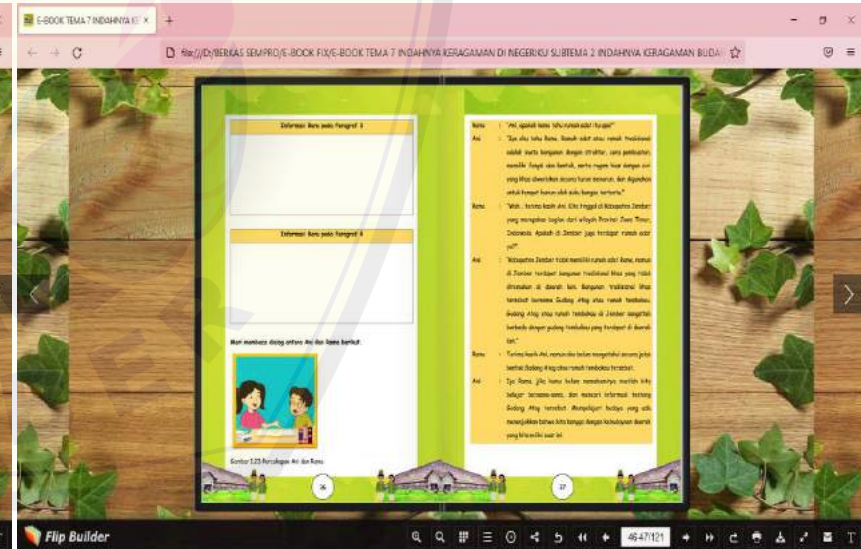 E-BOOK TEMA 7 INDAHNYA KE
file:///D:/BERKAS SEMPRO/E-BOOK FIX/E-BOOK TEMA 7 INDAHNYA KERAGAMAN DI NEGERIKU SUBTEMA 2 INDAHNYA KERAGAMAN BUDAY
Informasi Baru pada Paragraf 3
Informasi Baru pada Paragraf 4
Mari membaca dialog antara Ani dan Rama berikut.
Gambar 2.23 Percakapan Ani dan Rama
36
Rama : "Ani, apakah kamu tahu rumah adat itu apa?"
Ani : "Iya aku tahu Rama. Rumah adat atau rumah tradisional
adalah suatu bangunan dengan struktur, cara pembuatan,
memiliki fungsi dan bentuk, serta ragam hias dengan ciri
yang khas diwariskan secara turun menurun, dan digunakan
untuk tempat hunian oleh suku bangsa tertentu."
Rama : "Wah.. terima kasih Ani. Kita tinggal di Kabupaten Jember
yang merupakan bagian dari wilayah Provinsi Jawa Timur,
Indonesia. Apakah di Jember juga terdapat rumah adat
ya?"
Ani : "Kabupaten Jember tidak memiliki rumah adat Rama, namun
di Jember terdapat bangunan tradisional khas yang tidak
ditemukan di daerah lain. Bangunan tradisional khas
tersebut bernama Gudang Atag atau rumah tembakau.
Gudang Atag atau rumah tembakau di Jember sangatlah
berbeda dengan gudang tembakau yang terdapat di daerah
lain."
Rama : Terima kasih Ani, namun aku belum mengetahui secara jelas
bentuk Gudang Atag atau rumah tembakau tersebut.
Ani : Iya Rama, jika kamu belum memahaminya marilah kita
belajar bersama-sama, dan mencari informasi tentang
Gudang Atag tersebut. Mempelajari budaya yang ada
menunjukkan bahwa kita bangga dengan kebudayaan daerah
yang kita miliki saat ini.
37
Flip Builder
46-47/121